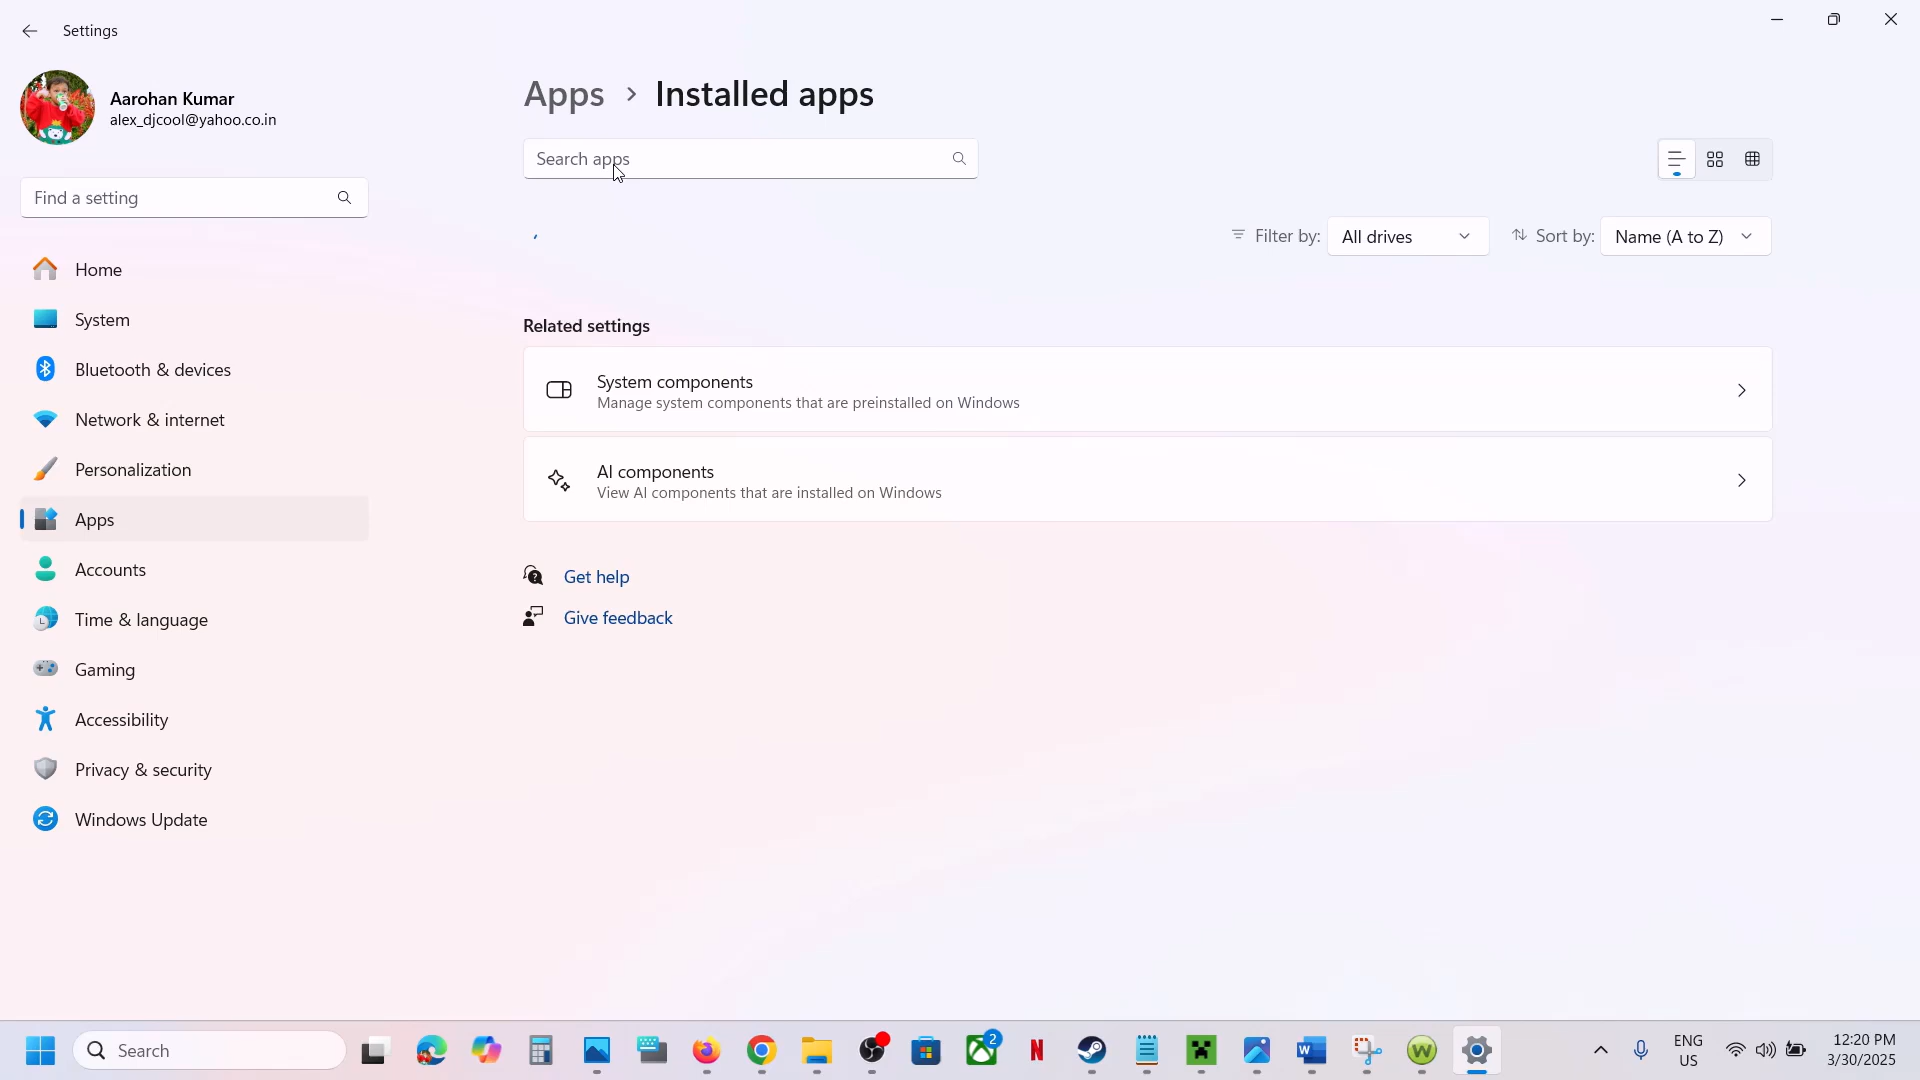 Settings
Aarohan Kumar
alex_djcool@yahoo.co.in
Find a setting
Home
System
Bluetooth & devices
Network & internet
Personalization
Apps
Accounts
Time & language
Gaming
Accessibility
Privacy & security
Windows Update
Apps > Installed apps
Search apps
Filter by: All drives
Sort by: Name (A to Z)
Related settings
System components
Manage system components that are preinstalled on Windows
AI components
View AI components that are installed on Windows
Get help
Give feedback
Search
2
ENG
US
12:20 PM
3/30/2025